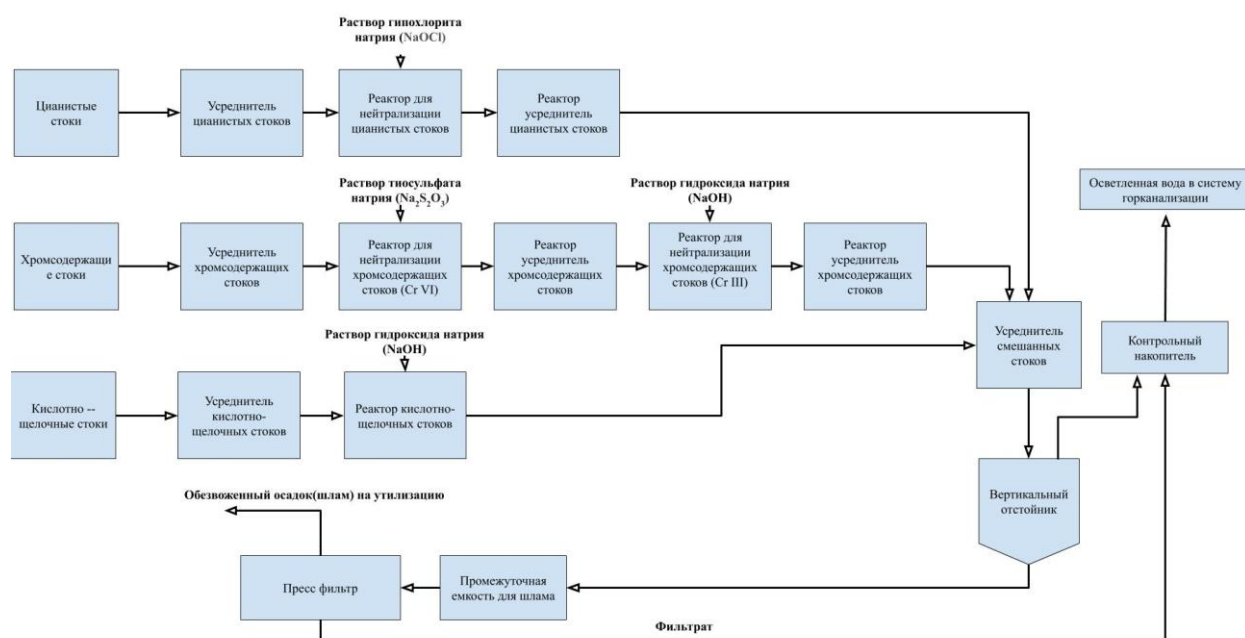 Раствор гипохлорита
натрия (NaOCl)
Цианистые
стоки
Усреднитель
цианистых стоков
Реактор для
нейтрализации
цианистых стоков
Реактор
усреднитель
цианистых стоков
Раствор тиосульфата
натрия (Na₂S₂O₃)
Раствор гидроксида натрия
(NaOH)
Осветленная вода в систему
горканализации
Хромсодержащи
е стоки
Усреднитель
хромсодержащих
стоков
Реактор для
нейтрализации
хромсодержащих
стоков (Cr VI)
Реактор
усреднитель
хромсодержащих
стоков
Реактор для
нейтрализации
хромсодержащих
стоков (Cr III)
Реактор
усреднитель
хромсодержащих
стоков
Усреднитель
смешанных
стоков
Контрольный
накопитель
Раствор гидроксида натрия
(NaOH)
Кислотно --
щелочные стоки
Усреднитель
кислотно-
щелочных стоков
Реактор кислотно-
щелочных стоков
Вертикальный
отстойник
Обезвоженный осадок(шлам) на утилизацию
Пресс фильтр
Промежуточная
емкость для шлама
Фильтрат